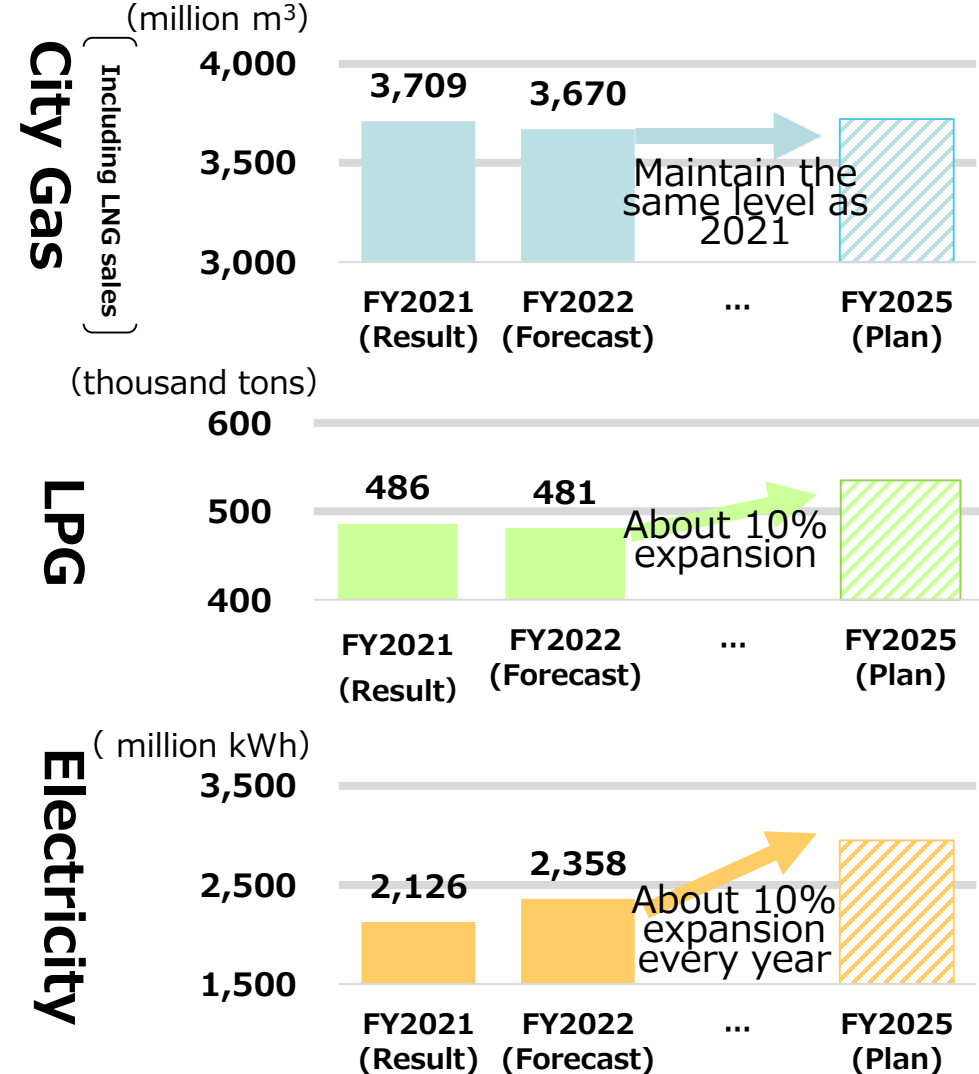 City Gas
Including LNG sales
(million m³)
4,000
3,500
3,000
3,709
3,670
Maintain the
same level as
2021
FY2021
(Result)
FY2022
(Forecast)
...
FY2025
(Plan)
LPG
(thousand tons)
600
500
400
486
481
About 10%
expansion
FY2021
(Result)
FY2022
(Forecast)
...
FY2025
(Plan)
Electricity
( million kWh)
3,500
2,500
1,500
2,126
2,358
About 10%
expansion
every year
FY2021
(Result)
FY2022
(Forecast)
...
FY2025
(Plan)